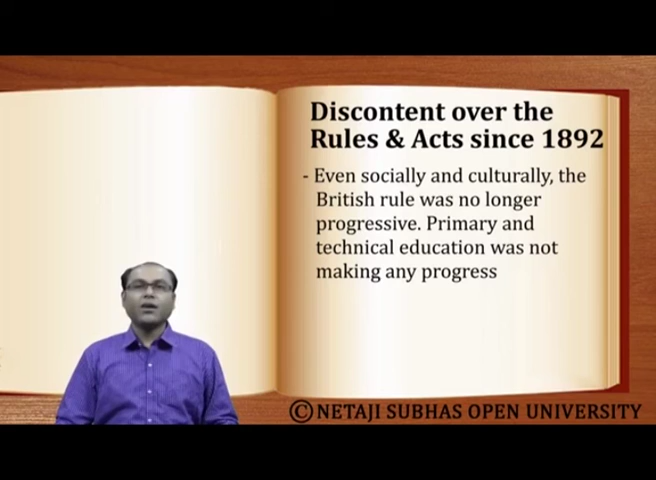 Discontent over the
Rules & Acts since 1892
- Even socially and culturally, the
British rule was no longer
progressive. Primary and
technical education was not
making any progress
© NETAJI SUBHAS OPEN UNIVERSITY